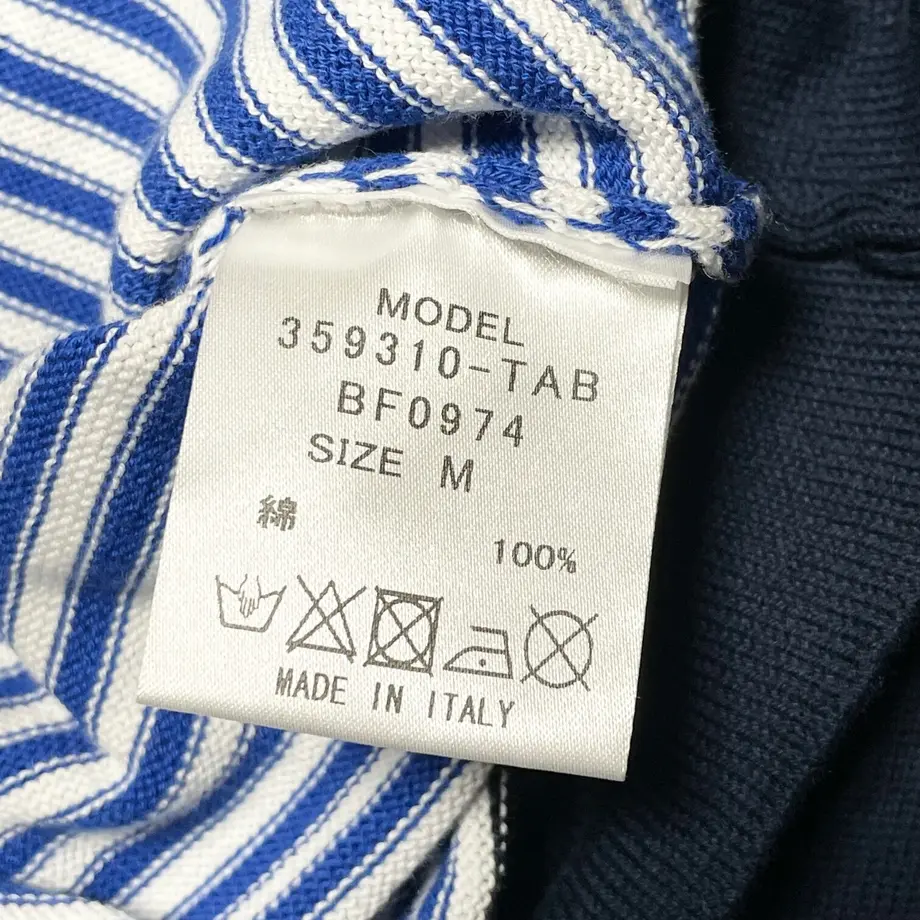 MODEL
359310-TAB
BF0974
SIZE M
綿 100%
MADE IN ITALY